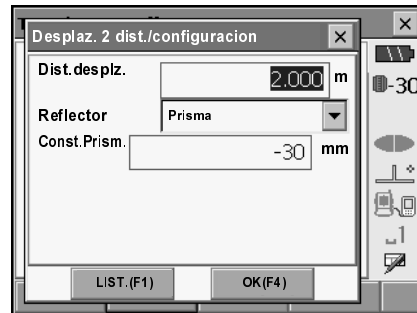 Desplaz. 2 dist./configuracion
Dist.desplz. 2.000 m
-30
Reflector Prisma
Const.Prism. -30 mm
1
LIST.(F1) OK(F4)